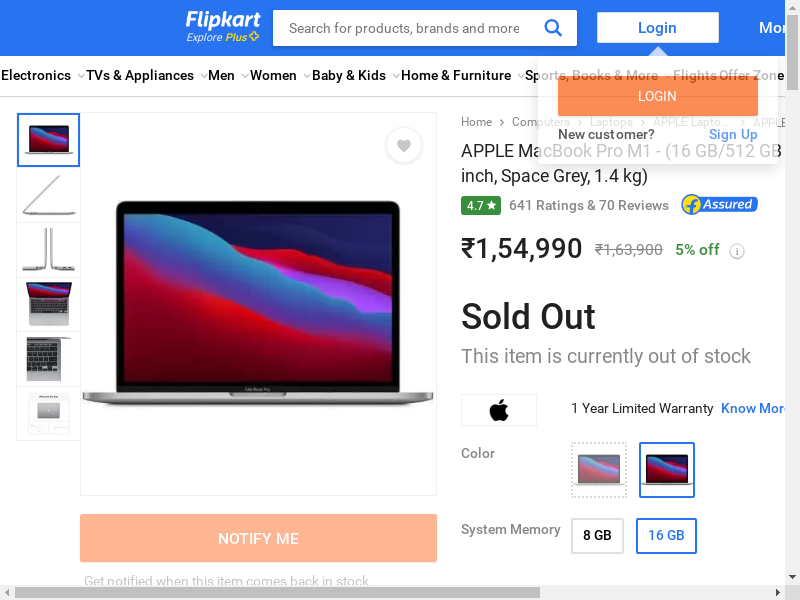 Flipkart
Explore Plus
Search for products, brands and more
Login
Electronics
TVs & Appliances
Men
Women
Baby & Kids
Home & Furniture
Sports, Books & More
Flights
Offer Zone
LOGIN
New customer?
Sign Up
Home
Computers
Laptops
APPLE Lapto...
APPLE
APPLE MacBook Pro M1 - (16 GB/512 GB
inch, Space Grey, 1.4 kg)
4.7
641 Ratings & 70 Reviews
Assured
₹1,54,990
₹1,63,900
5% off
Sold Out
This item is currently out of stock
1 Year Limited Warranty
Know More
Color
System Memory
8 GB
16 GB
MacBook Pro
NOTIFY ME
Get notified when this item comes back in stock.